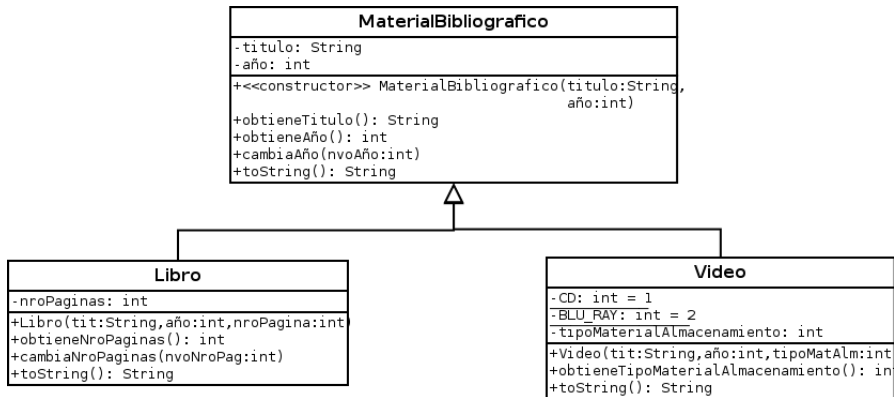 MaterialBibliografico
-titulo: String
-año: int
+<<constructor>> MaterialBibliografico(titulo:String,
año:int)
+obtieneTitulo(): String
+obtieneAño(): int
+cambiaAño(nvoAño:int)
+toString(): String
Libro
-nroPaginas: int
+Libro(tit:String,año:int,nroPagina:int)
+obtieneNroPaginas(): int
+cambiaNroPaginas(nvoNroPag:int)
+toString(): String
Video
-CD: int = 1
-BLU_RAY: int = 2
-tipoMaterialAlmacenamiento: int
+Video(tit:String,año:int,tipoMatAlm:int
+obtieneTipoMaterialAlmacenamiento(): in
+toString(): String